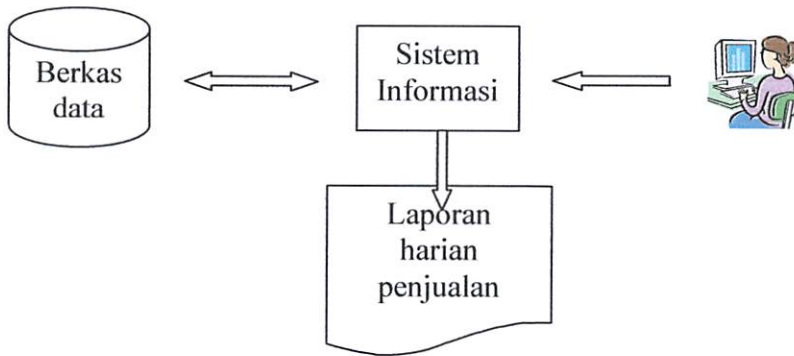 Berkas
data
Sistem
Informasi
Laporan
harian
penjualan